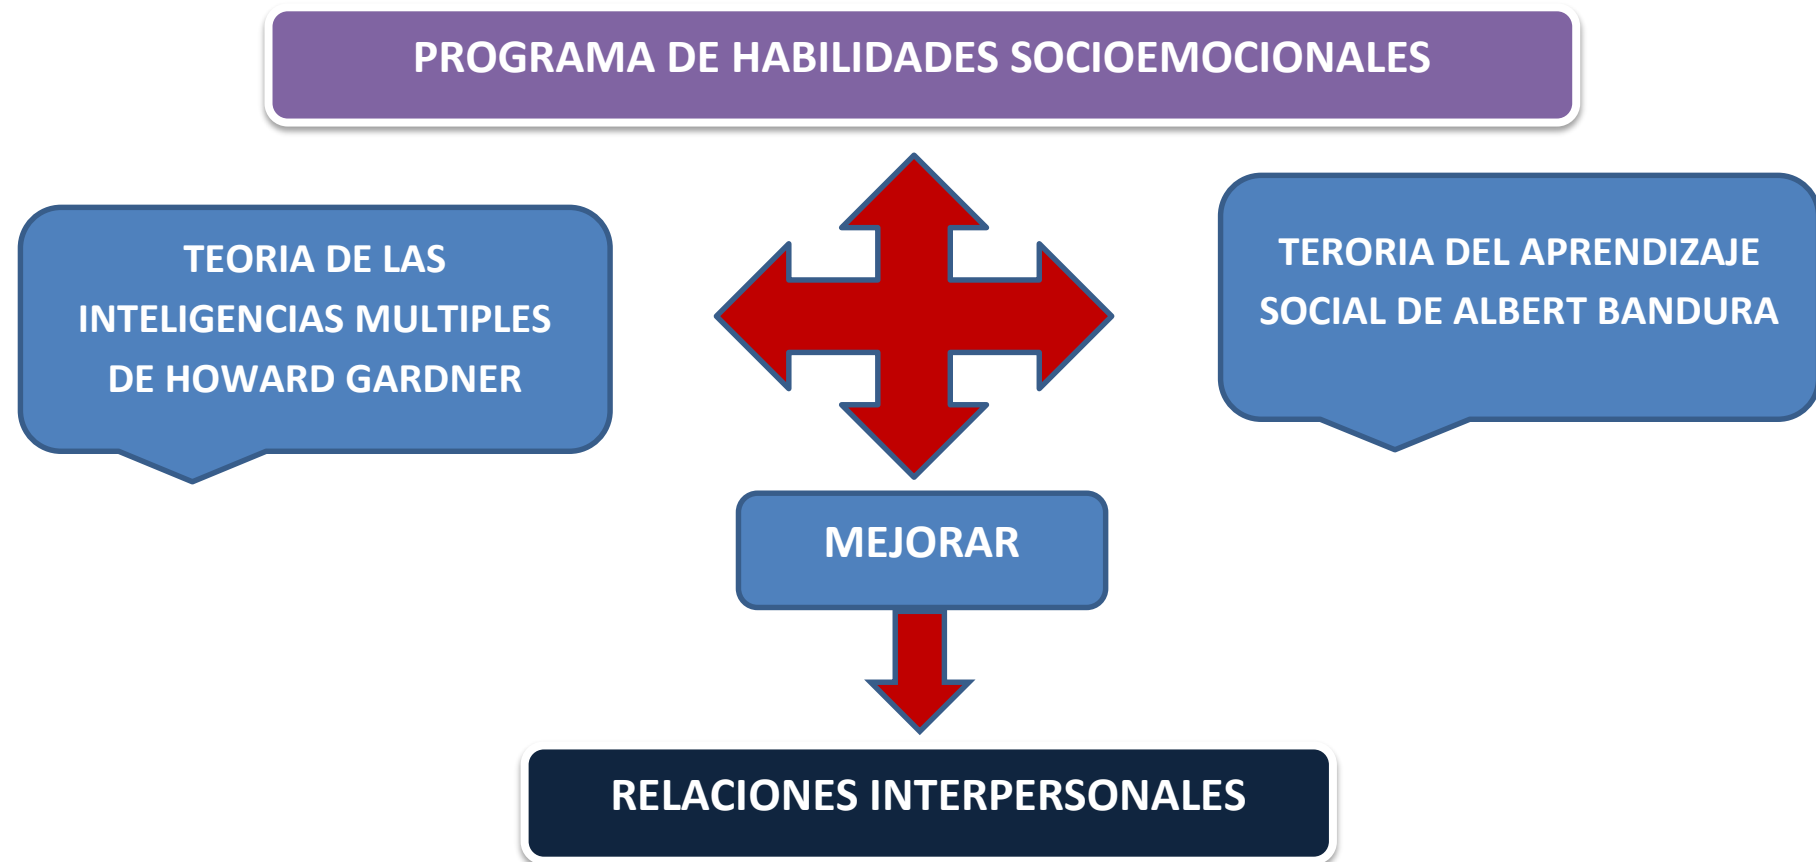 PROGRAMA DE HABILIDADES SOCIOEMOCIONALES
TEORIA DE LAS
INTELIGENCIAS MULTIPLES
DE HOWARD GARDNER
TERORIA DEL APRENDIZAJE
SOCIAL DE ALBERT BANDURA
MEJORAR
RELACIONES INTERPERSONALES